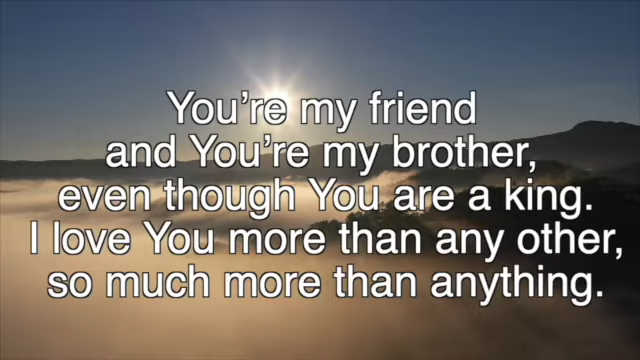 You're my friend
and You're my brother,
even though You are a king.
I love You more than any other,
so much more than anything.